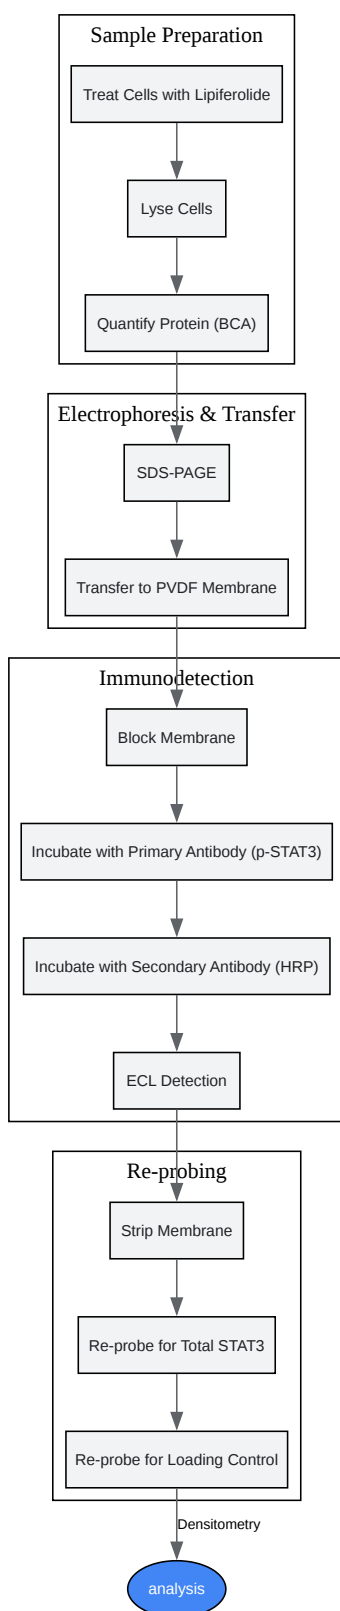 Sample Preparation
Treat Cells with Lipiferolide
Lyse Cells
Quantify Protein (BCA)
Electrophoresis & Transfer
SDS-PAGE
Transfer to PVDF Membrane
Immunodetection
Block Membrane
Incubate with Primary Antibody (p-STAT3)
Incubate with Secondary Antibody (HRP)
ECL Detection
Re-probing
Strip Membrane
Re-probe for Total STAT3
Re-probe for Loading Control
Densitometry
analysis